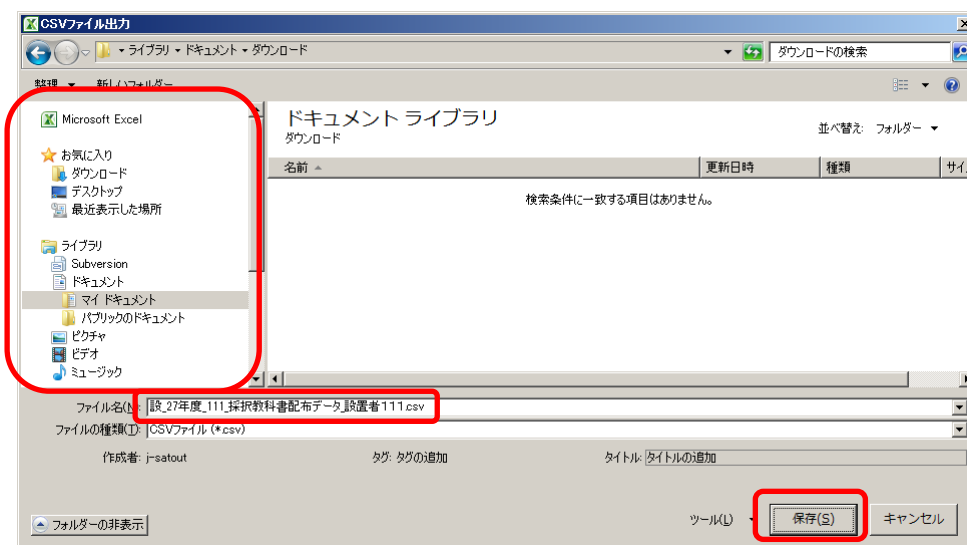 CSVファイル出力
ライブラリ ドキュメント ダウンロード ダウンロードの検索
整理 新しいフォルダー
Microsoft Excel
お気に入り
ダウンロード
デスクトップ
最近表示した場所
ライブラリ
Subversion
ドキュメント
マイ ドキュメント
パブリックのドキュメント
ピクチャ
ビデオ
ミュージック
ドキュメント ライブラリ
ダウンロード
並べ替え: フォルダー
名前 更新日時 種類 サイ
検索条件に一致する項目はありません。
ファイル名(N): 設_27年度_111_採択教科書配布データ_設置者111.csv
ファイルの種類(T): CSVファイル (*.csv)
作成者: j-satout タグ: タグの追加 タイトル: タイトルの追加
フォルダーの非表示 ツール(L) 保存(S) キャンセル